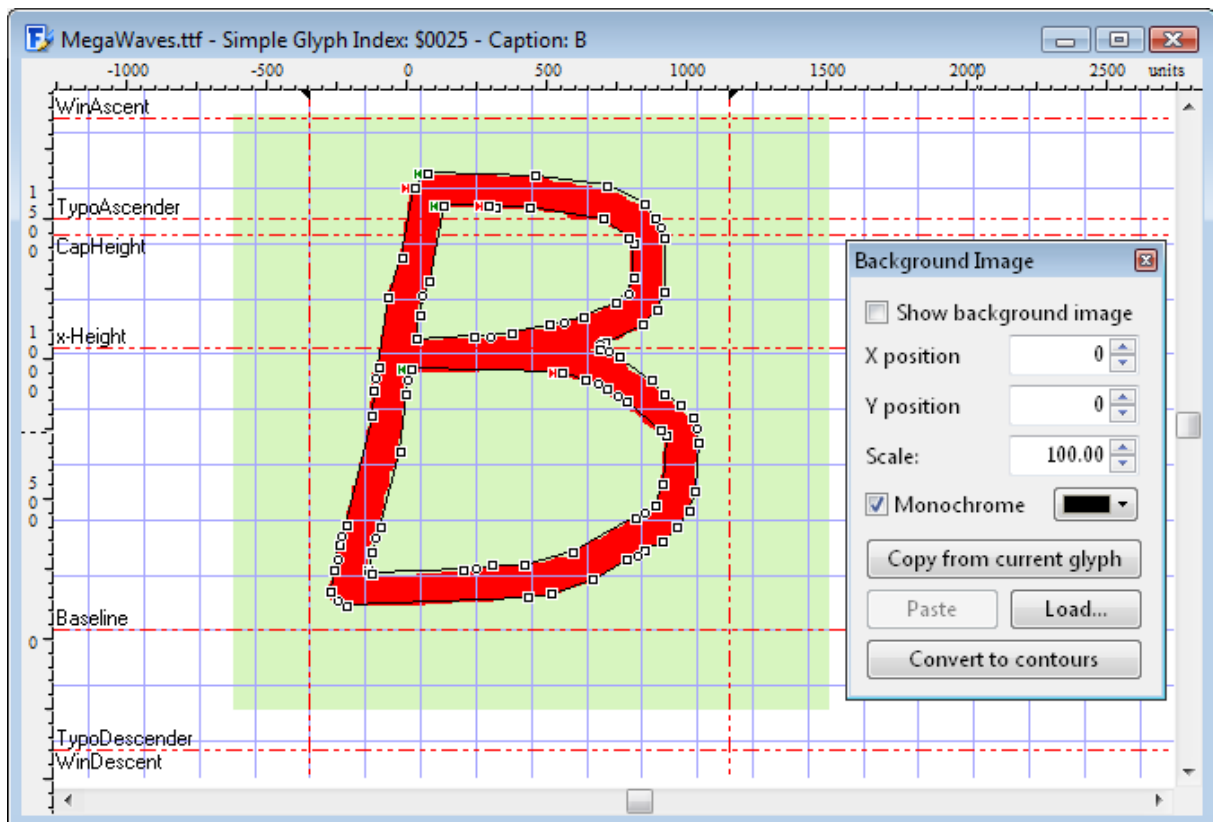 MegaWaves.ttf - Simple Glyph Index: $0025 - Caption: B
-1000 -500 0 500 1000 1500 2000 2500 units
WinAscent
1500
TypoAscender
CapHeight
1000
x-Height
500
Baseline
0
TypoDescender
WinDescent
B
Background Image
Show background image
X position 0
Y position 0
Scale: 100.00
Monochrome
Copy from current glyph
Paste Load...
Convert to contours